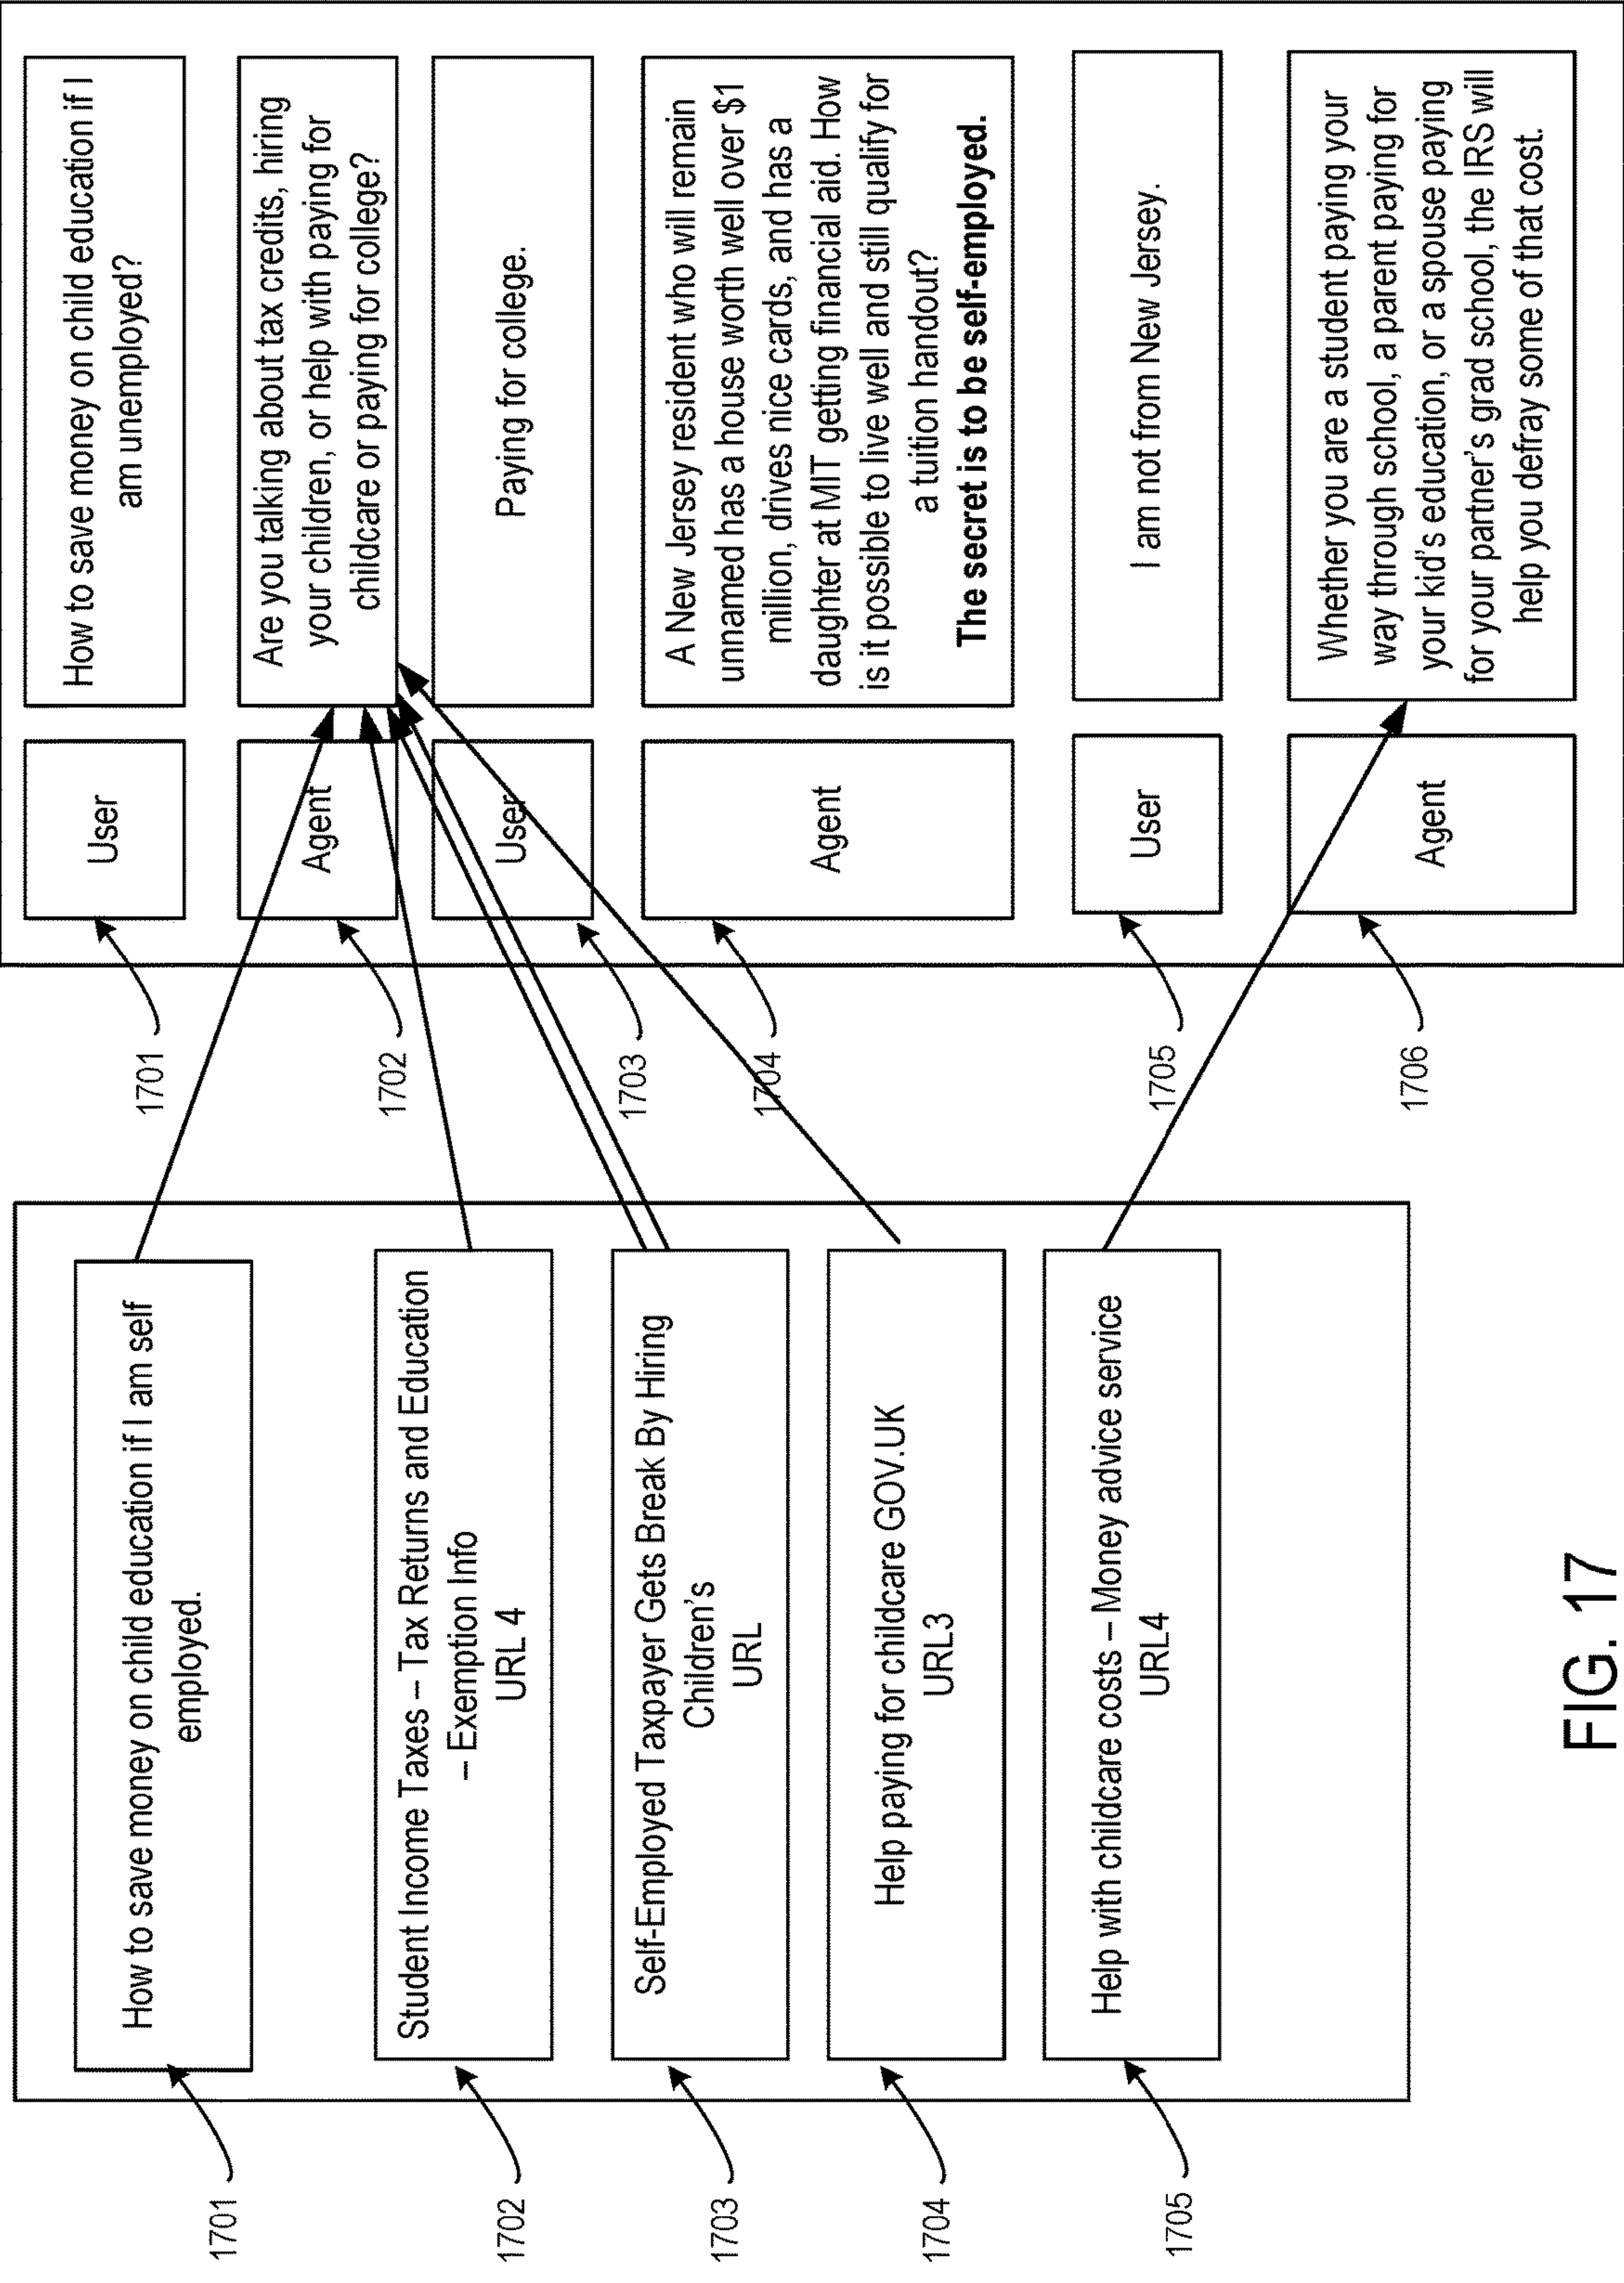 1701
How to save money on child education if I am self
employed.
1702
Student Income Taxes – Tax Returns and Education
– Exemption Info
URL 4
1703
Self-Employed Taxpayer Gets Break By Hiring
Children's
URL
1704
Help paying for childcare GOV.UK
URL3
1705
Help with childcare costs – Money advice service
URL4
1701
User
How to save money on child education if I
am unemployed?
1702
Agent
Are you talking about tax credits, hiring
your children, or help with paying for
childcare or paying for college?
1703
User
Paying for college.
1704
Agent
A New Jersey resident who will remain
unnamed has a house worth well over $1
million, drives nice cards, and has a
daughter at MIT getting financial aid. How
is it possible to live well and still qualify for
a tuition handout?
The secret is to be self-employed.
1705
User
I am not from New Jersey.
1706
Agent
Whether you are a student paying your
way through school, a parent paying for
your kid's education, or a spouse paying
for your partner's grad school, the IRS will
help you defray some of that cost.
FIG. 17